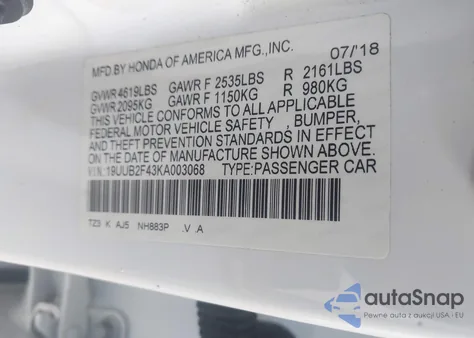 MFD.BY HONDA OF AMERICA MFG.,INC. 07/'18
GVWR 4619LBS GAWR F 2535LBS R 2161LBS
GVWR 2095KG GAWR F 1150KG R 980KG
THIS VEHICLE CONFORMS TO ALL APPLICABLE
FEDERAL MOTOR VEHICLE SAFETY, BUMPER,
AND THEFT PREVENTION STANDARDS IN EFFECT
ON THE DATE OF MANUFACTURE SHOWN ABOVE.
VIN:19UUB2F43KA003068 TYPE:PASSENGER CAR
TZ3 K AJ5 NH883P .V A
autoSnap
Pewne auta z aukcji USA i EU